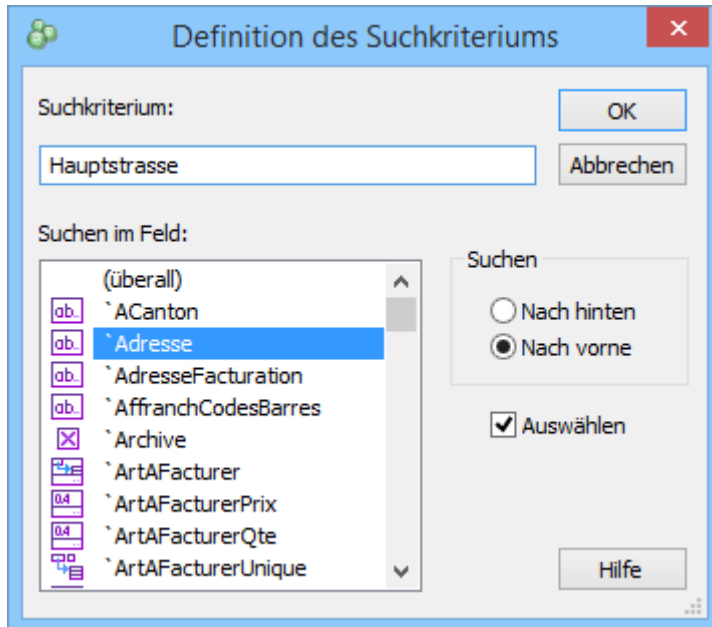 Definition des Suchkriteriums
Suchkriterium:
OK
Hauptstrasse
Abbrechen
Suchen im Feld:
(überall)
`ACanton
`Adresse
`AdresseFacturation
`AffranchCodesBarres
`Archive
`ArtAFacturer
`ArtAFacturerPrix
`ArtAFacturerQte
`ArtAFacturerUnique
Suchen
Nach hinten
Nach vorne
Auswählen
Hilfe